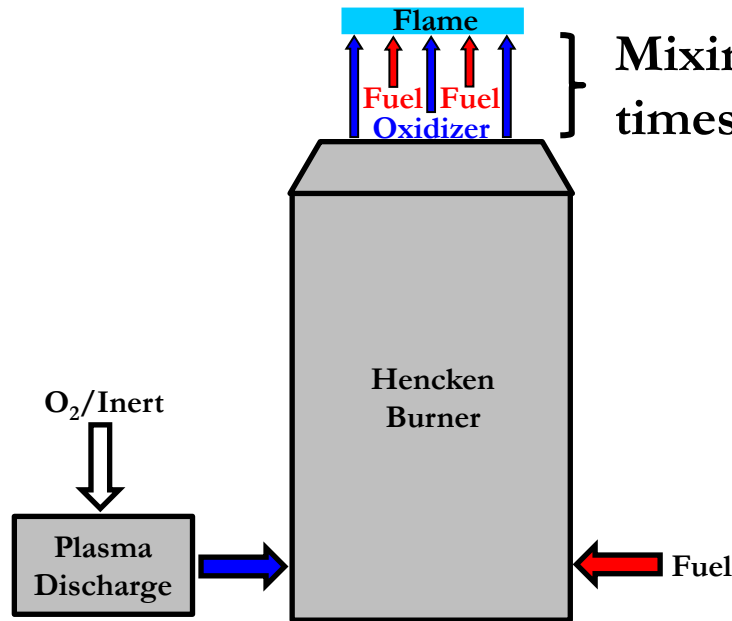 Flame
Mixin
Fuel Fuel
times
Oxidizer
Hencken
Burner
O₂/Inert
Plasma
Discharge
Fuel